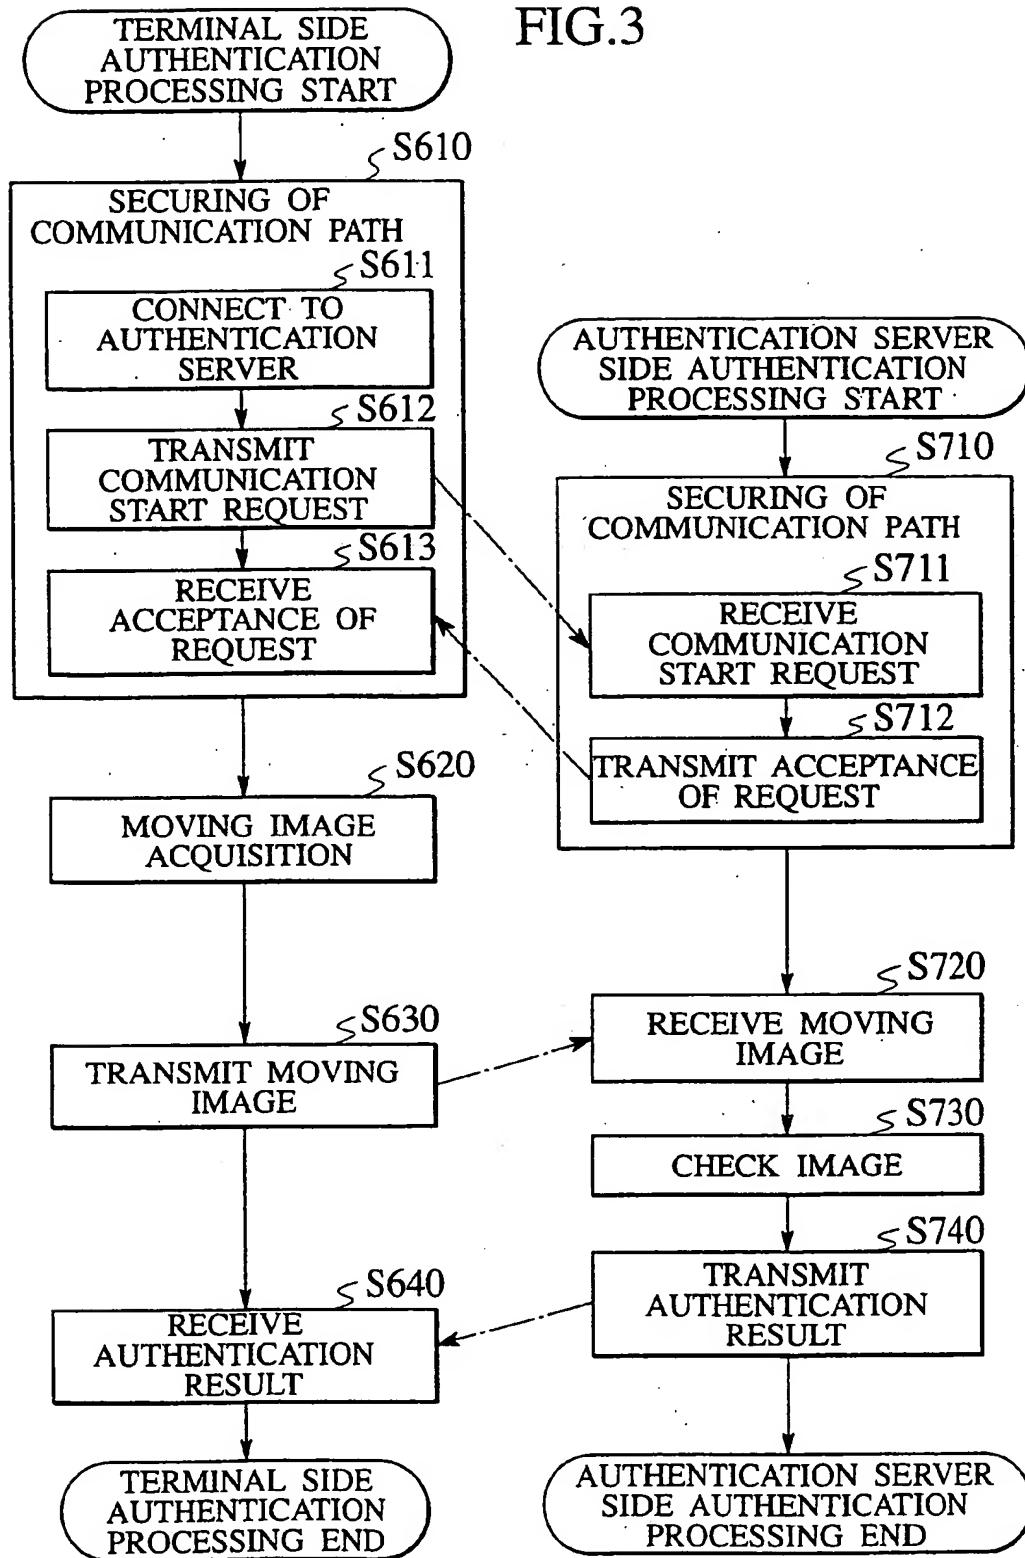 FIG.3
TERMINAL SIDE
AUTHENTICATION
PROCESSING START
S610
SECURING OF
COMMUNICATION PATH
S611
CONNECT TO
AUTHENTICATION
SERVER
S612
TRANSMIT
COMMUNICATION
START REQUEST
S613
RECEIVE
ACCEPTANCE OF
REQUEST
S620
MOVING IMAGE
ACQUISITION
S630
TRANSMIT MOVING
IMAGE
S640
RECEIVE
AUTHENTICATION
RESULT
TERMINAL SIDE
AUTHENTICATION
PROCESSING END
AUTHENTICATION SERVER
SIDE AUTHENTICATION
PROCESSING START
S710
SECURING OF
COMMUNICATION PATH
S711
RECEIVE
COMMUNICATION
START REQUEST
S712
TRANSMIT ACCEPTANCE
OF REQUEST
S720
RECEIVE MOVING
IMAGE
S730
CHECK IMAGE
S740
TRANSMIT
AUTHENTICATION
RESULT
AUTHENTICATION SERVER
SIDE AUTHENTICATION
PROCESSING END